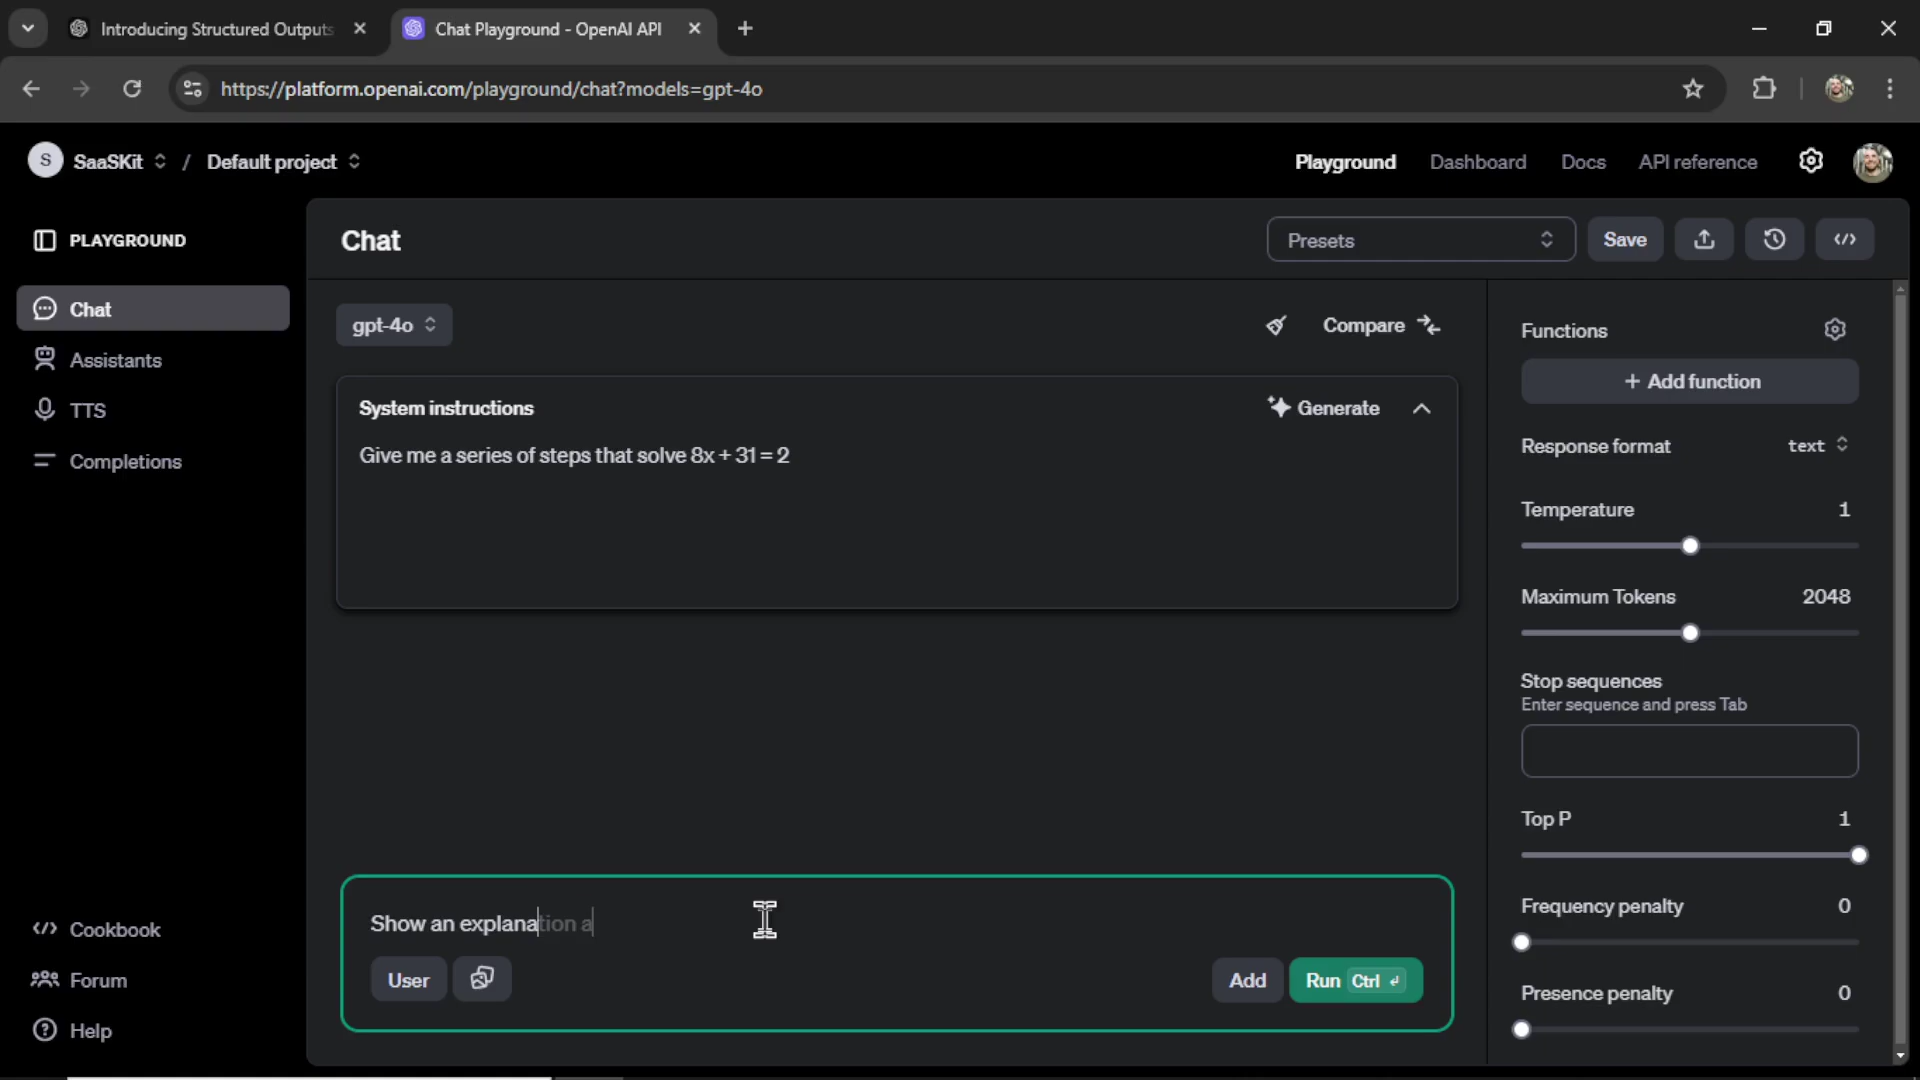 Introducing Structured Outputs
Chat Playground - OpenAI API
https://platform.openai.com/playground/chat?models=gpt-4o
S SaaSKit / Default project
Playground Dashboard Docs API reference
PLAYGROUND
Chat
Assistants
TTS
Completions
Cookbook
Forum
Help
Chat
Presets
Save
gpt-4o
Compare
System instructions
Generate
Give me a series of steps that solve 8x + 31 = 2
Show an explanation a
User
Add
Run Ctrl ↵
Functions
+ Add function
Response format text
Temperature 1
Maximum Tokens 2048
Stop sequences
Enter sequence and press Tab
Top P 1
Frequency penalty 0
Presence penalty 0